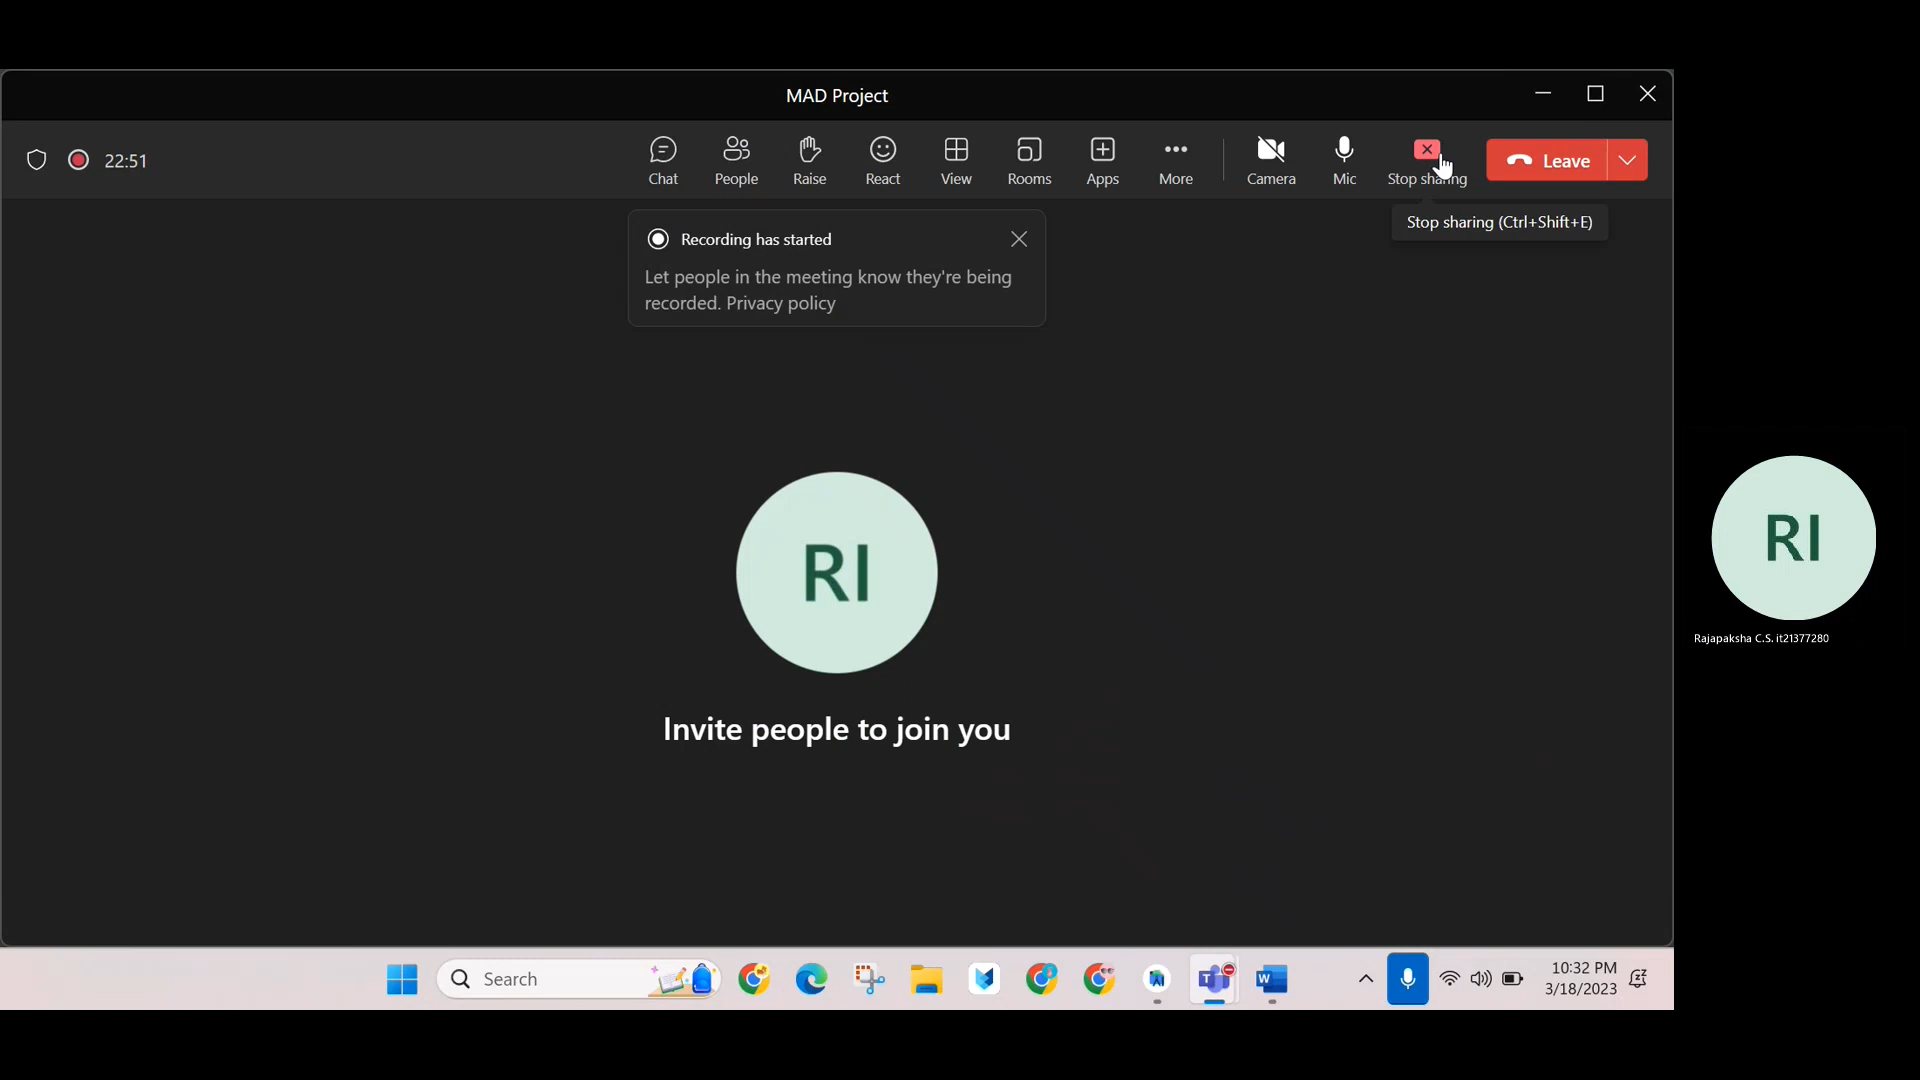 MAD Project
22:51
Chat People Raise React View Rooms Apps More Camera Mic Stop sharing Leave
Stop sharing (Ctrl+Shift+E)
Recording has started
Let people in the meeting know they're being
recorded. Privacy policy
RI
Invite people to join you
RI
Rajapaksha C.S. it21377280
Search
10:32 PM
3/18/2023